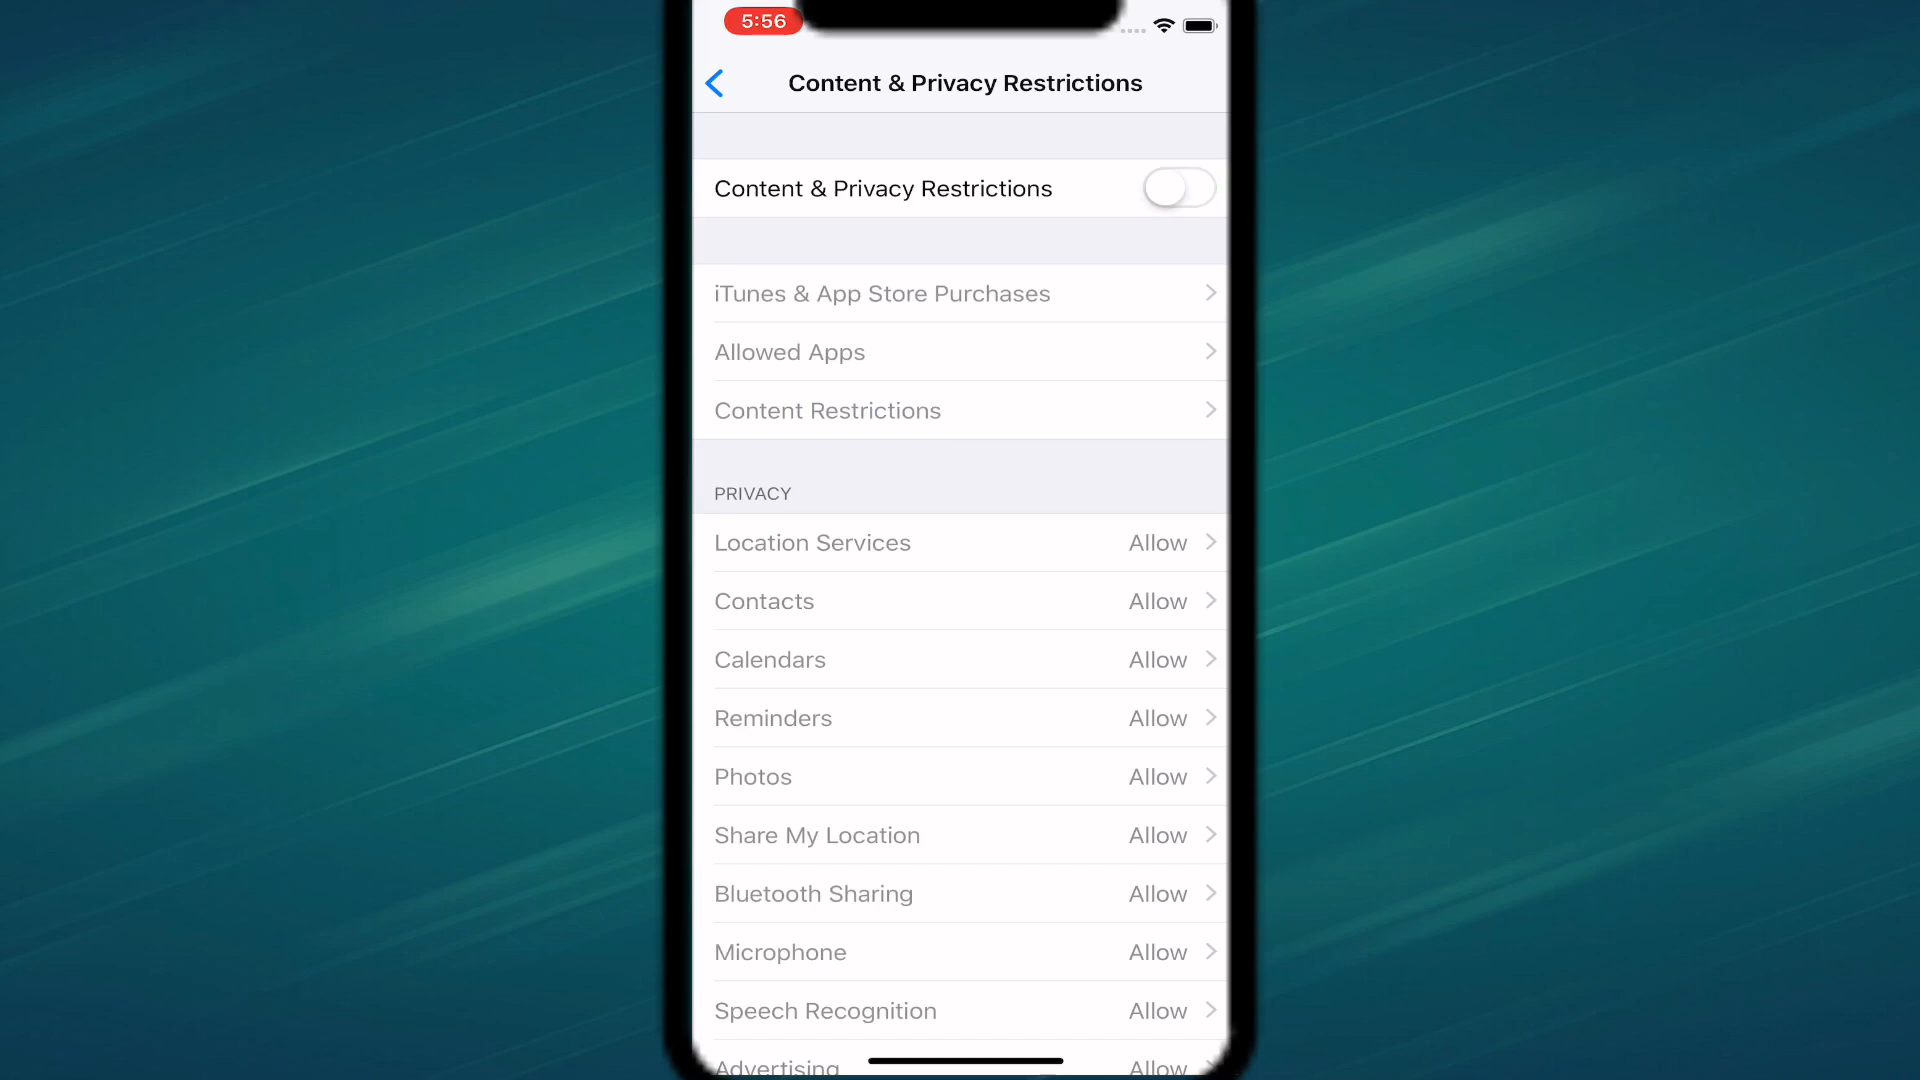 5:56
Content & Privacy Restrictions
Content & Privacy Restrictions
iTunes & App Store Purchases
Allowed Apps
Content Restrictions
PRIVACY
Location Services Allow
Contacts Allow
Calendars Allow
Reminders Allow
Photos Allow
Share My Location Allow
Bluetooth Sharing Allow
Microphone Allow
Speech Recognition Allow
Advertising Allow